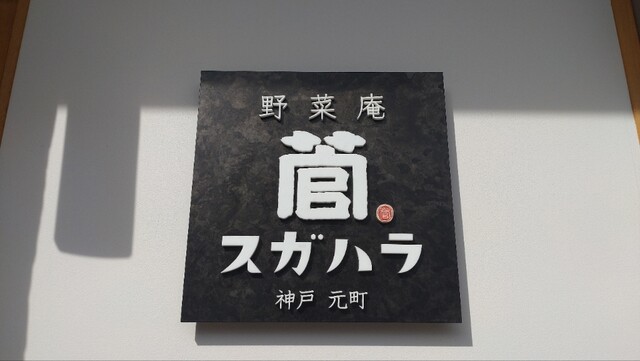 野菜庵
菅
スガハラ
神戸 元町